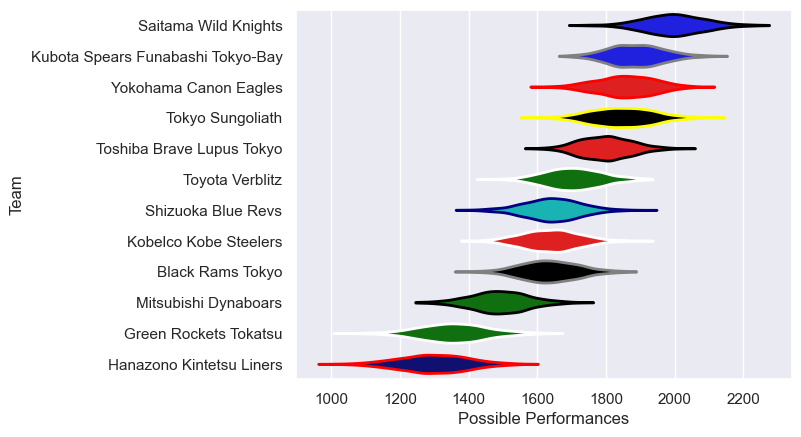 Saitama Wild Knights
Kubota Spears Funabashi Tokyo-Bay
Yokohama Canon Eagles
Tokyo Sungoliath
Toshiba Brave Lupus Tokyo
Toyota Verblitz
Shizuoka Blue Revs
Kobelco Kobe Steelers
Black Rams Tokyo
Mitsubishi Dynaboars
Green Rockets Tokatsu
Hanazono Kintetsu Liners
Team
1000 1200 1400 1600 1800 2000 2200
Possible Performances